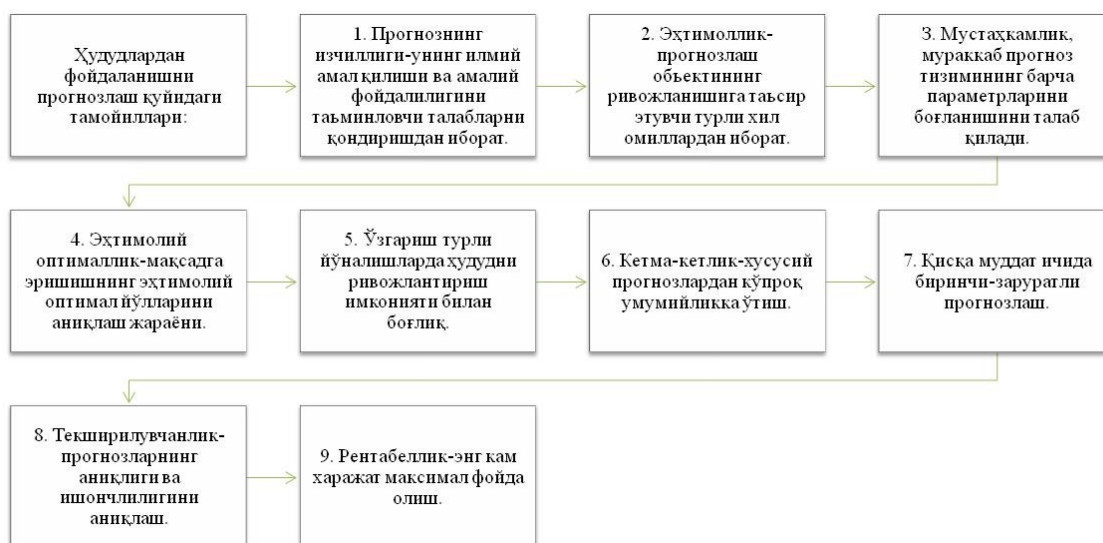 Ҳудудлардан
фойдаланишни
прогнозлаш қуйидаги
тамойиллари:
1. Прогнознинг
изчиллиги-унинг илмий
амал қилиши ва амалий
фойдалилигини
таьминловчи талабларни
қондиришдан иборат.
2. Эҳтимоллик-
прогнозлаш
обьектининг
ривожланишига таьсир
этувчи турли хил
омиллардан иборат.
3. Мустаҳкамлик,
мураккаб прогноз
тизимининг барча
параметрларини
боғланишини талаб
қилади.
4. Эҳтимолий
оптималлик-мақсадга
эришишнинг эҳтимолий
оптимал йўлларини
аниқлаш жараёни.
5. Ўзгариш турли
йўналишларда ҳудудни
ривожлантириш
имконияти билан
боғлиқ.
6. Кетма-кетлик-хусусий
прогнозлардан кўпроқ
умумийликка ўтиш.
7. Қисқа муддат ичида
биринчи-заруратли
прогнозлаш.
8. Текширилувчанлик-
прогнозларнинг
аниқлиги ва
ишончлилигини
аниқлаш.
9. Рентабеллик-энг кам
харажат максимал фойда
олиш.